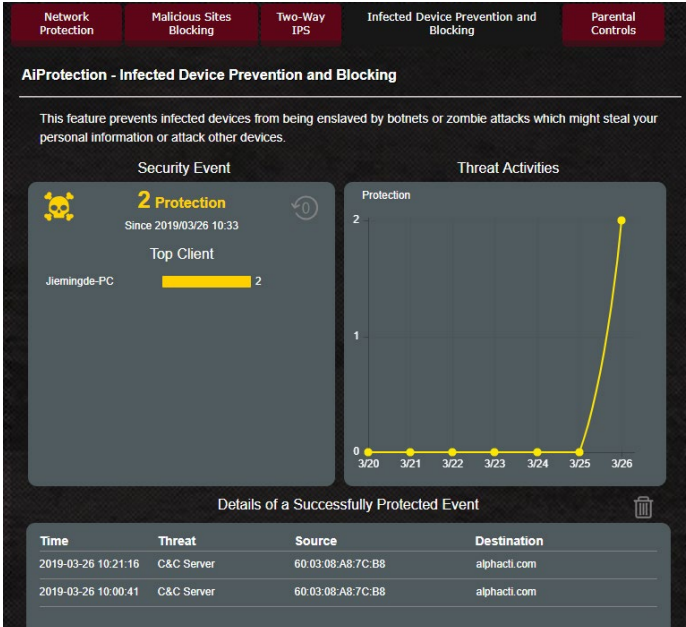 Network Protection
Malicious Sites Blocking
Two-Way IPS
Infected Device Prevention and Blocking
Parental Controls
AiProtection - Infected Device Prevention and Blocking
This feature prevents infected devices from being enslaved by botnets or zombie attacks which might steal your
personal information or attack other devices.
Security Event
2 Protection
0
Since 2019/03/26 10:33
Top Client
Jiemingde-PC 2
Threat Activities
Protection
2
1
0
3/20 3/21 3/22 3/23 3/24 3/25 3/26
Details of a Successfully Protected Event
Time Threat Source Destination
2019-03-26 10:21:16 C&C Server 60:03:08:A8:7C:B8 alphacti.com
2019-03-26 10:00:41 C&C Server 60:03:08:A8:7C:B8 alphacti.com